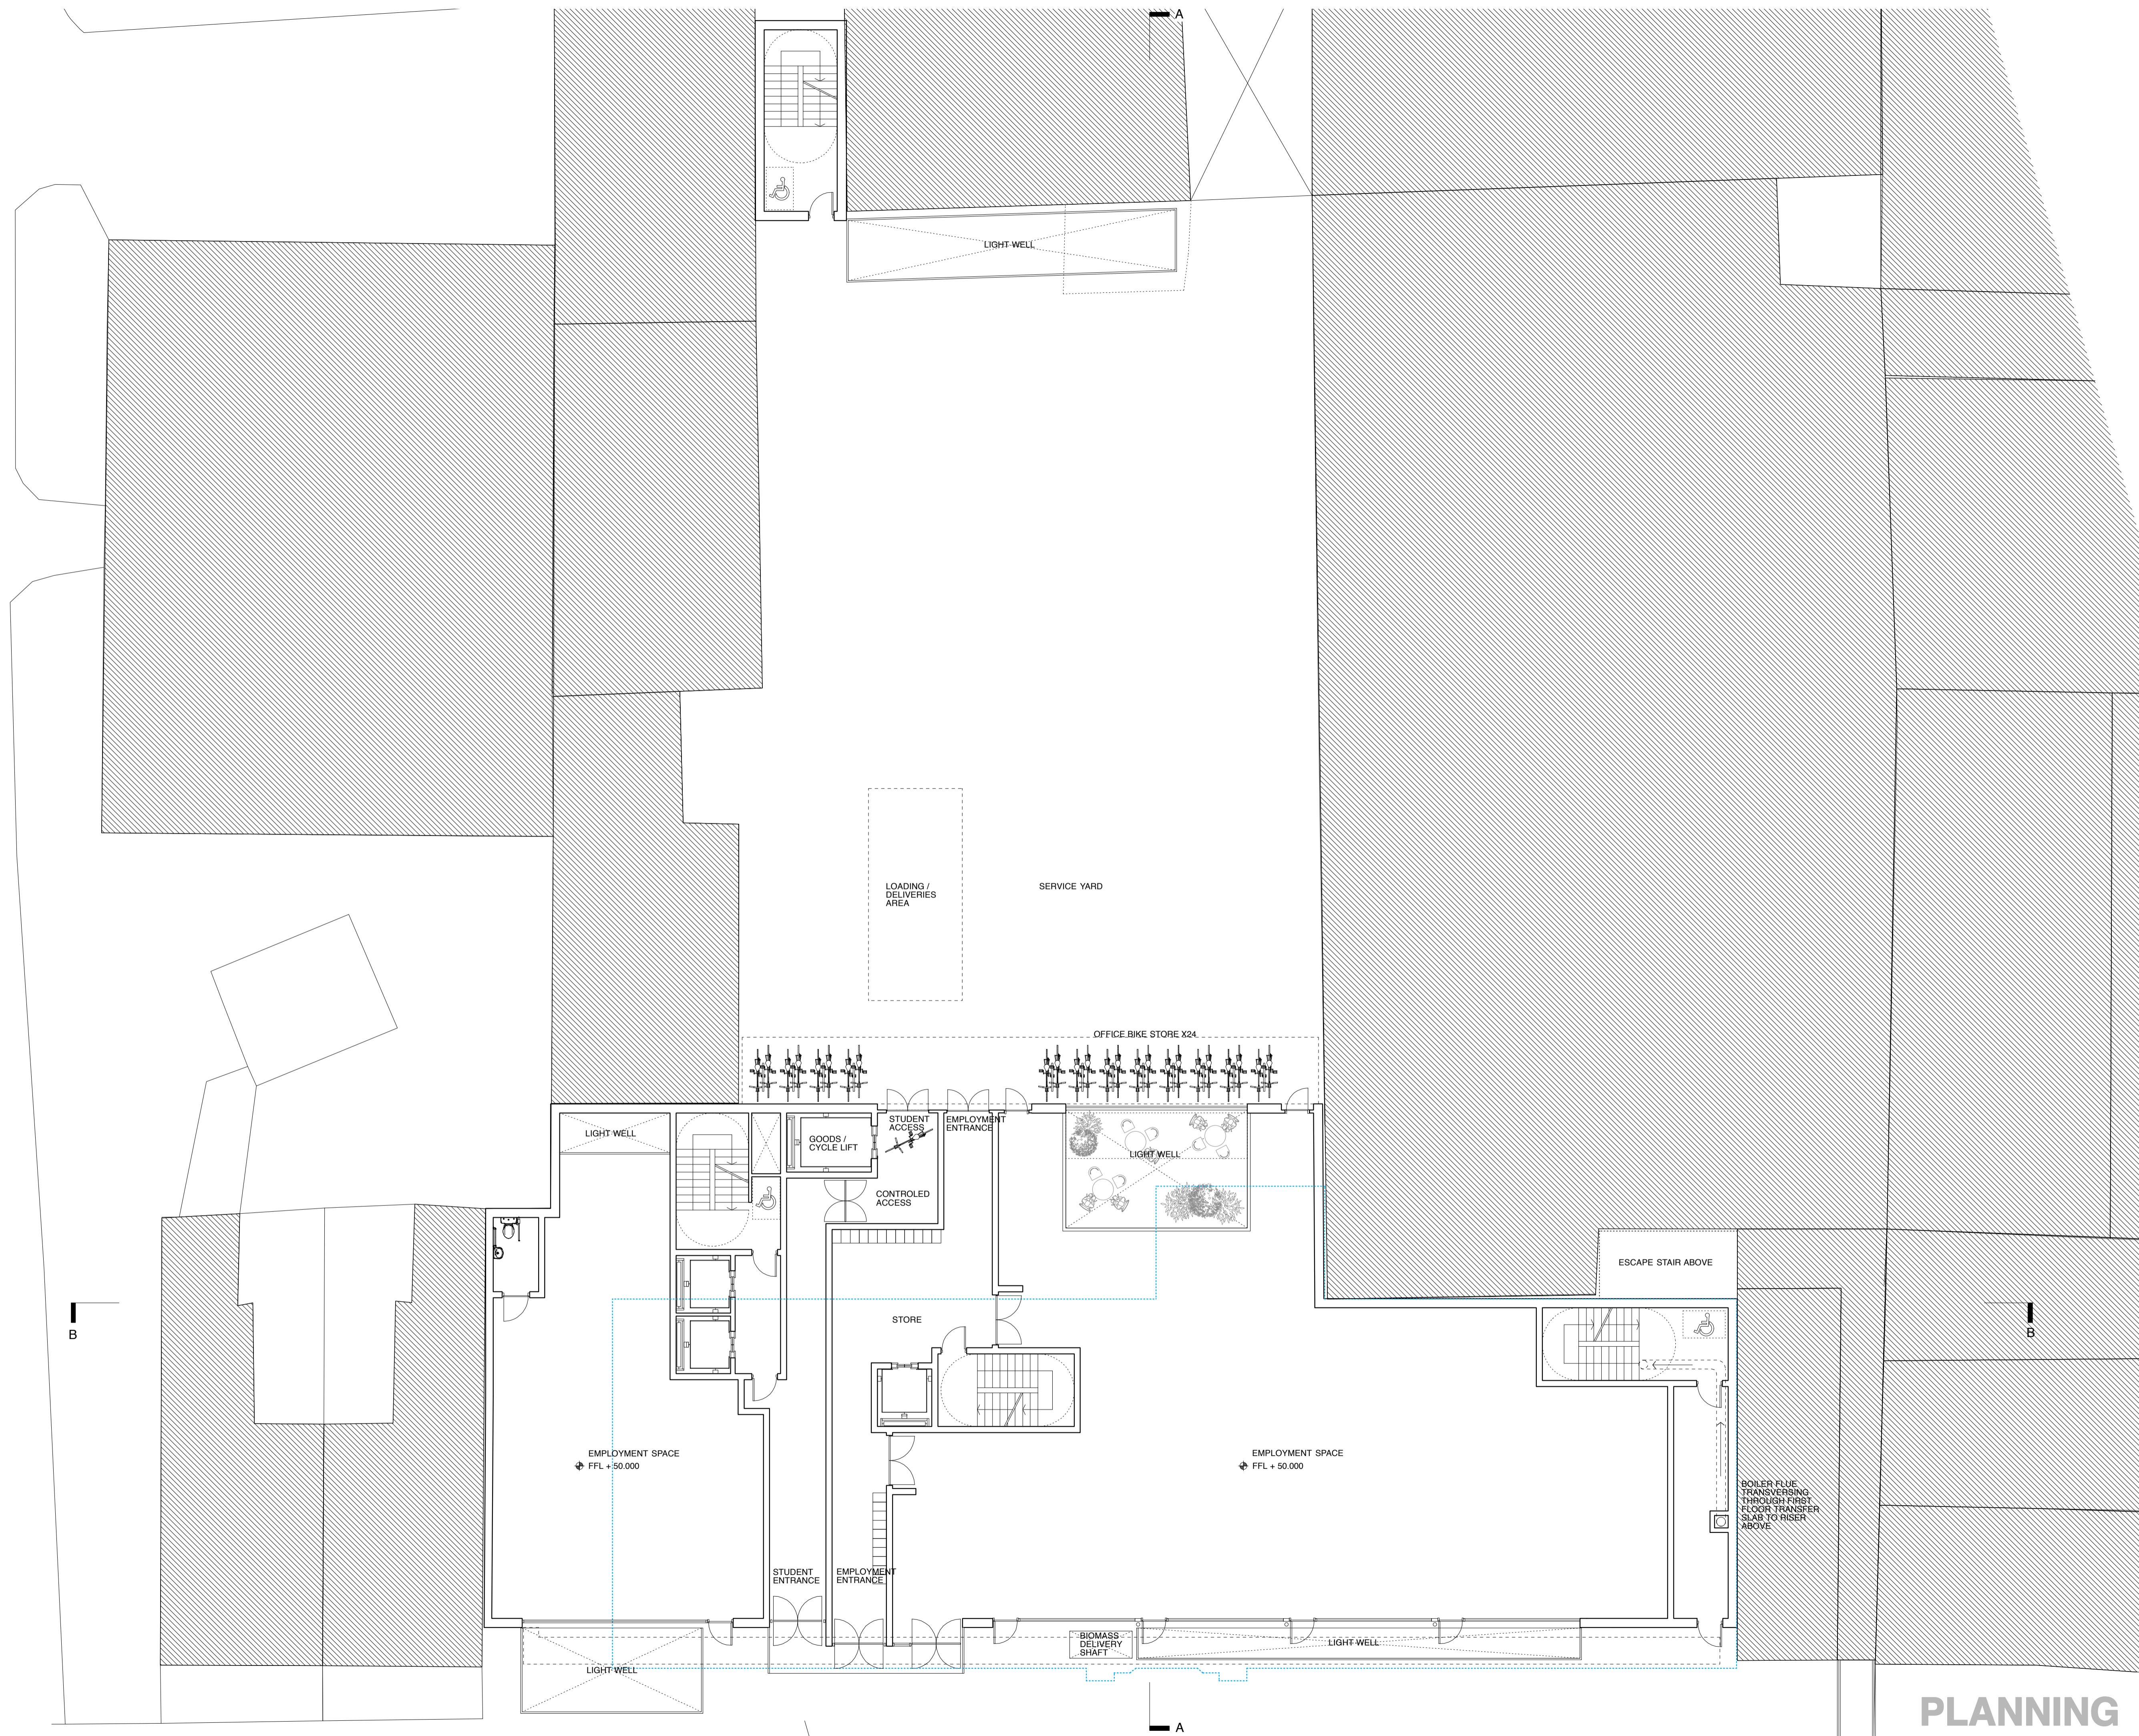 A
LIGHT WELL
LOADING /
DELIVERIES
AREA
SERVICE YARD
OFFICE BIKE STORE X24
LIGHT WELL
GOODS /
CYCLE LIFT
STUDENT
ACCESS
EMPLOYMENT
ENTRANCE
LIGHT WELL
CONTROLED
ACCESS
ESCAPE STAIR ABOVE
B
STORE
B
EMPLOYMENT SPACE
FFL + 50.000
EMPLOYMENT SPACE
FFL + 50.000
BOILER FLUE
TRANSVERSING
THROUGH FIRST
FLOOR TRANSFER
SLAB TO RISER
ABOVE
STUDENT
ENTRANCE
EMPLOYMENT
ENTRANCE
BIOMASS
DELIVERY
SHAFT
LIGHT WELL
LIGHT WELL
A
PLANNING